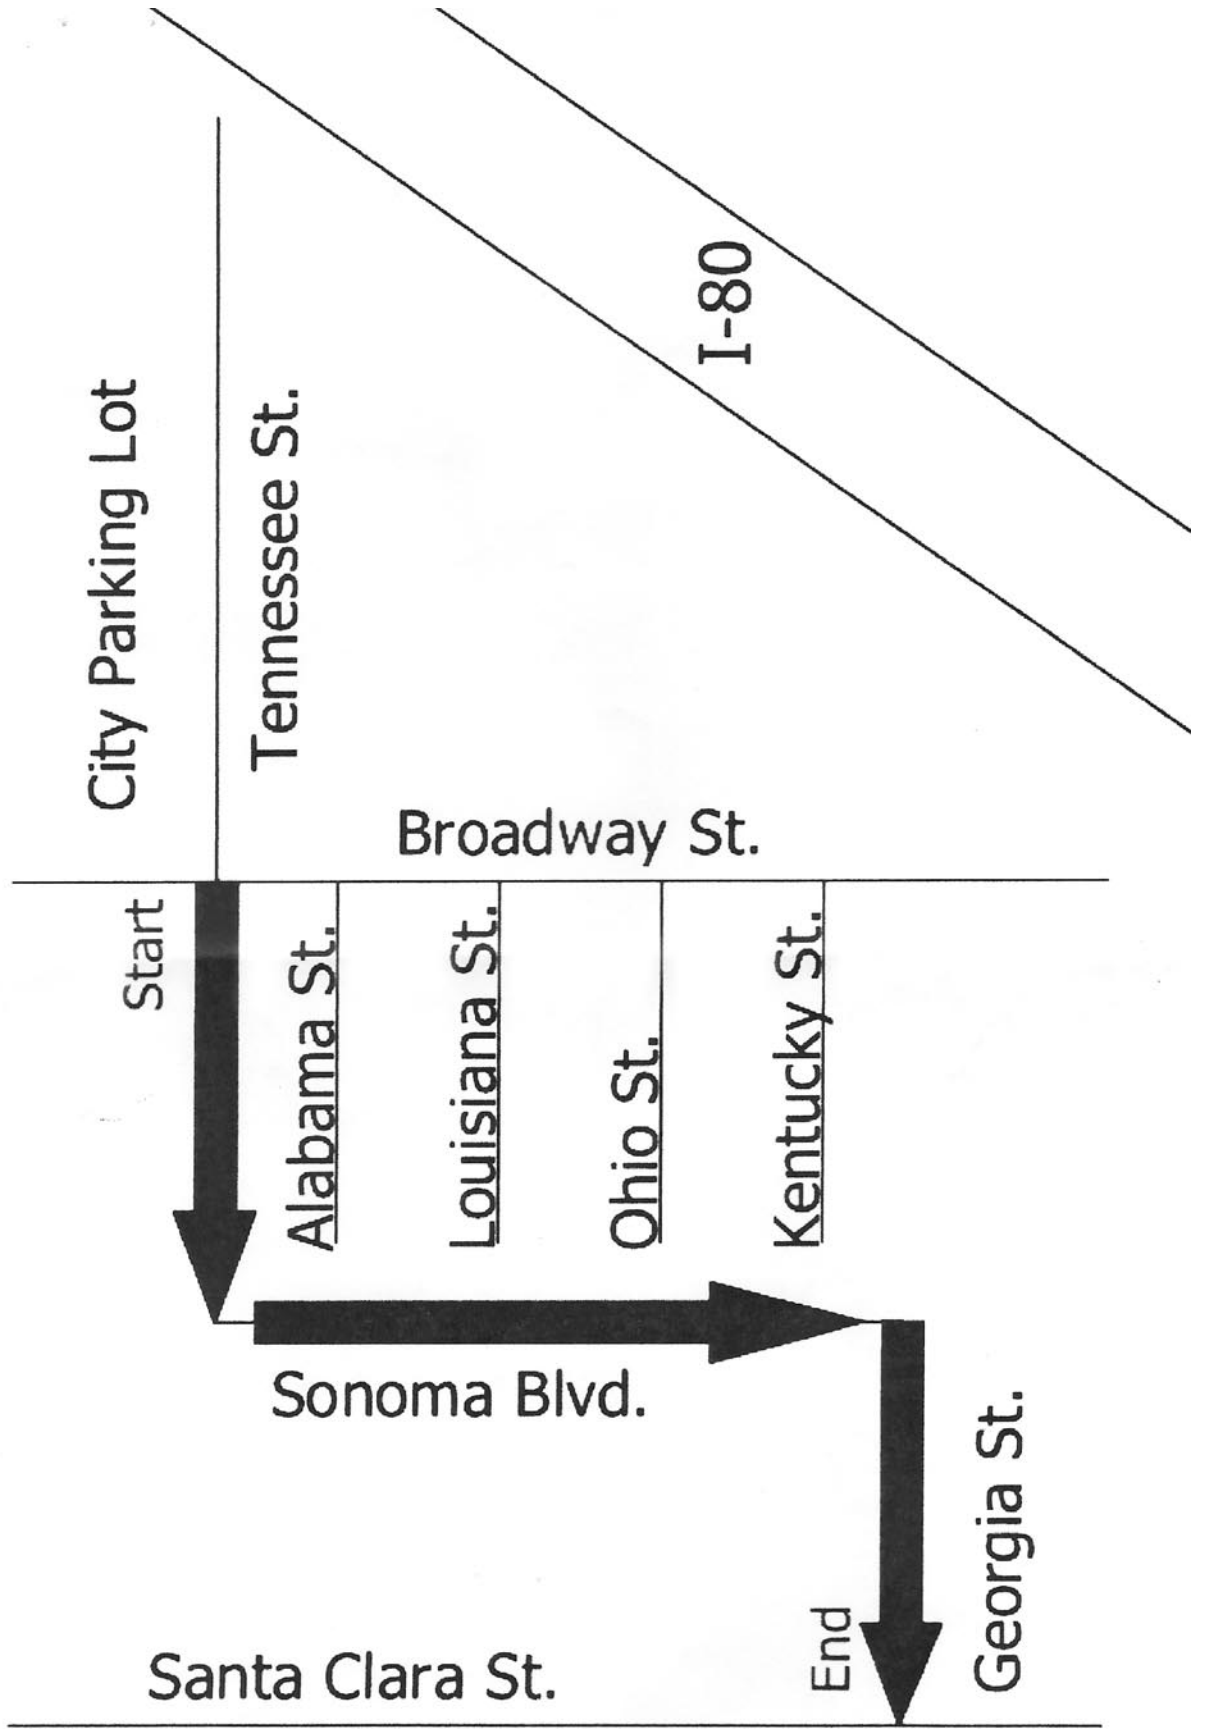 I-80
City Parking Lot
Tennessee St.
Broadway St.
Start
Alabama St.
Louisiana St.
Ohio St.
Kentucky St.
Sonoma Blvd.
Georgia St.
End
Santa Clara St.